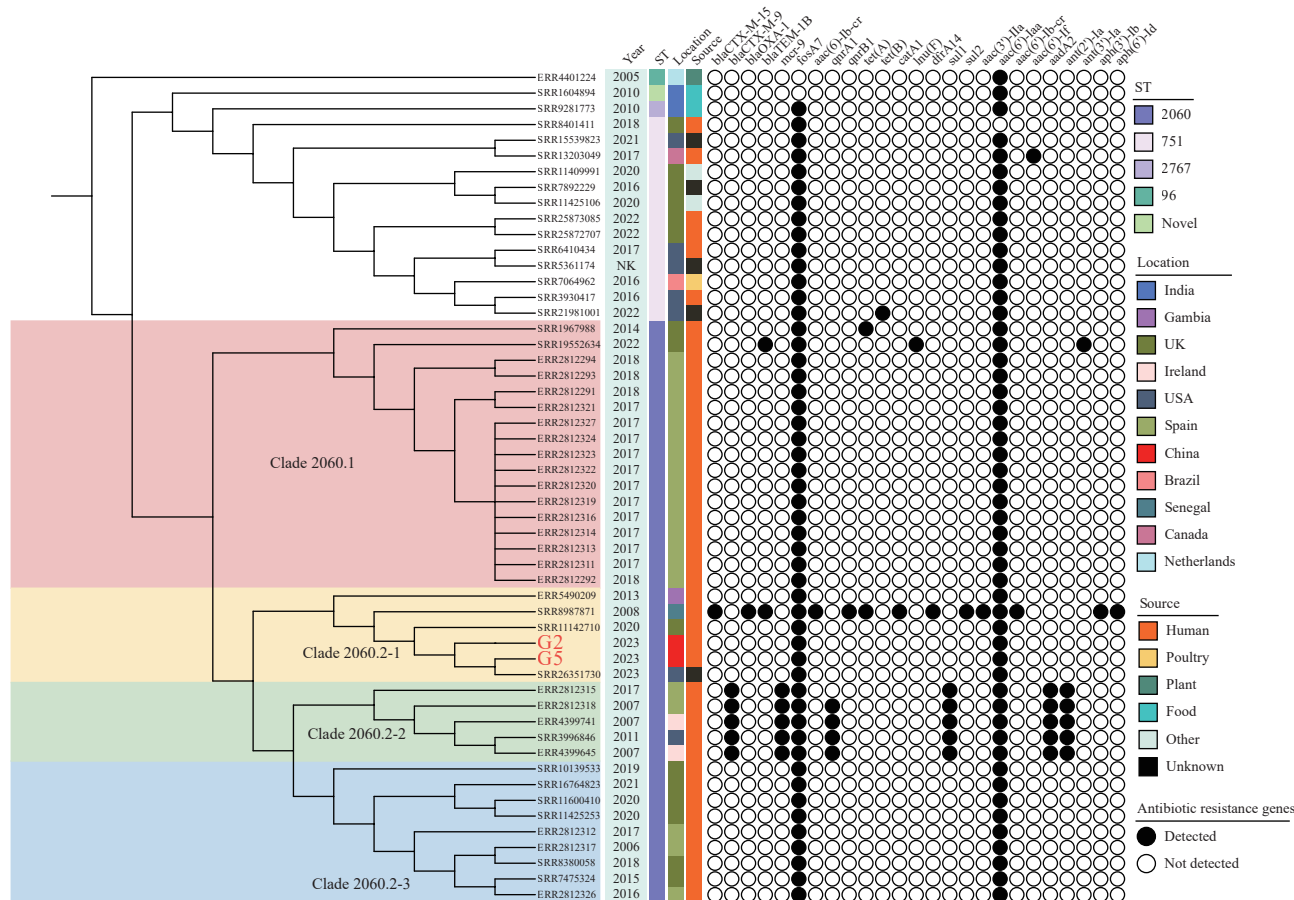 Year
ST
Location
Source
blaCTX-M-15
blaCTX-M-9
blaOXA-1
blaTEM-1B
mcr-9
fosA7
aac(6)-Ib-cr
qnrA1
qnrB1
tet(A)
tet(B)
catA1
lnu(F)
dfrA14
sul1
sul2
aac(3')-IIa
aac(6')-Iaa
aac(6')-Ib-cr
aac(6')-If
aadA2
ant(2')-Ia
ant(3')-Ia
aph(3')-Ib
aph(6')-Id
ERR4401224 2005
SRR1604894 2010
SRR9281773 2010
SRR8401411 2018
SRR15539823 2021
SRR13203049 2017
SRR11409991 2020
SRR7892229 2016
SRR11425106 2020
SRR25873085 2022
SRR25872707 2022
SRR6410434 2017
SRR5361174 NK
SRR7064962 2016
SRR3930417 2016
SRR21981001 2022
SRR1967988 2014
SRR19552634 2022
ERR2812294 2018
ERR2812293 2018
ERR2812291 2018
ERR2812321 2017
ERR2812327 2017
ERR2812324 2017
ERR2812323 2017
ERR2812322 2017
ERR2812320 2017
ERR2812319 2017
ERR2812316 2017
ERR2812314 2017
ERR2812313 2017
ERR2812311 2017
ERR2812292 2018
ERR5490209 2013
SRR8987871 2008
SRR11142710 2020
G2 2023
G5 2023
SRR26351730 2023
ERR2812315 2017
ERR2812318 2007
ERR4399741 2007
SRR3996846 2011
ERR4399645 2007
SRR10139533 2019
SRR16764823 2021
SRR11600410 2020
SRR11425253 2020
ERR2812312 2017
ERR2812317 2006
SRR8380058 2018
SRR7475324 2015
ERR2812326 2016
Clade 2060.1
Clade 2060.2-1
Clade 2060.2-2
Clade 2060.2-3
ST
2060
751
2767
96
Novel
Location
India
Gambia
UK
Ireland
USA
Spain
China
Brazil
Senegal
Canada
Netherlands
Source
Human
Poultry
Plant
Food
Other
Unknown
Antibiotic resistance genes
Detected
Not detected